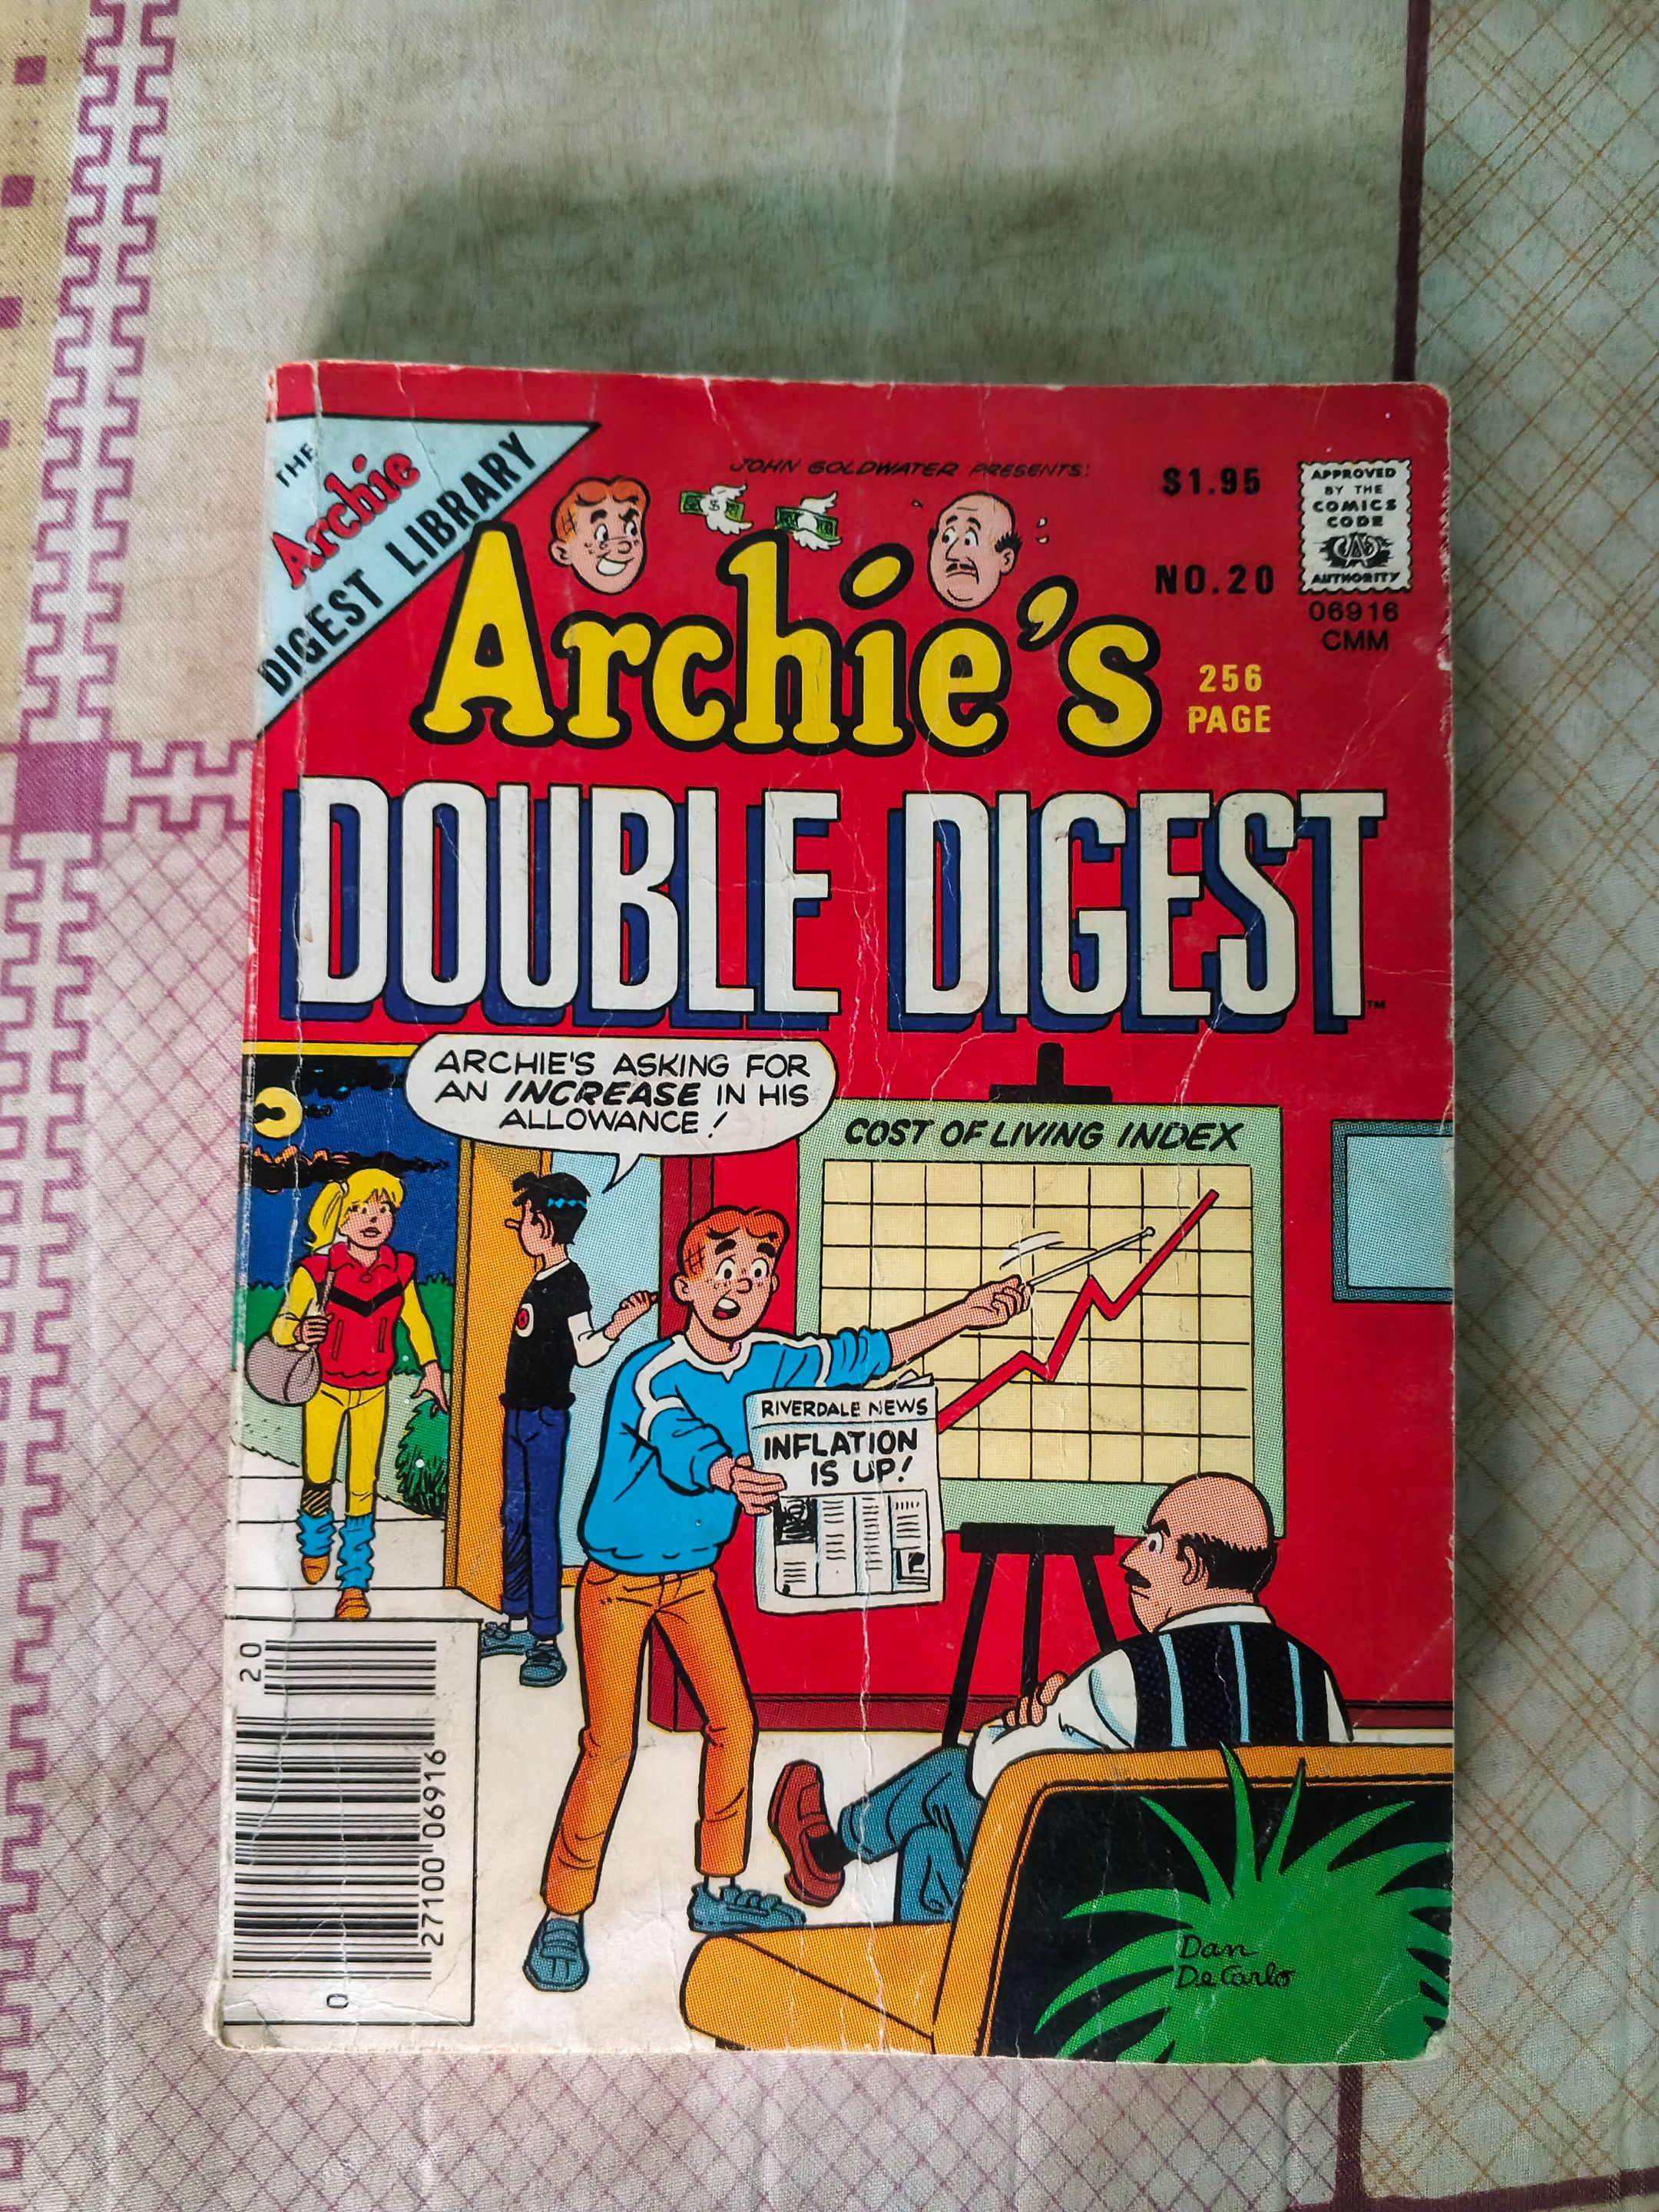 THE
Archie
DIGEST LIBRARY
JOHN GOLDWATER PRESENTS!
$1.95
NO. 20
APPROVED
BY THE
COMICS
CODE
AUTHORITY
06916
CMM
Archie's
256
PAGE
DOUBLE DIGEST™
ARCHIE'S ASKING FOR
AN INCREASE IN HIS
ALLOWANCE!
COST OF LIVING INDEX
RIVERDALE NEWS
INFLATION
IS UP!
20
27100 06916
0
Dan
DeCarlo